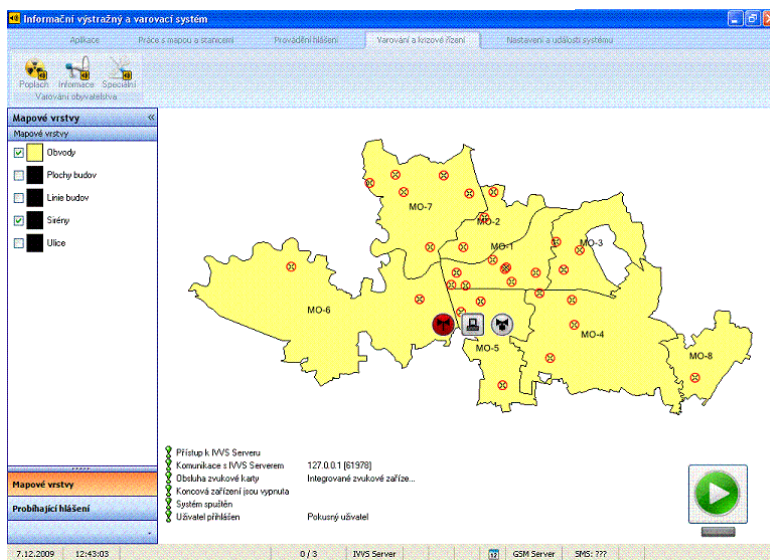 Informační výstražný a varovací systém
Aplikace Práce s mapou a stanicemi Provádění hlášení Varování a krizové řízení Nastavení a události systému
Poplach Informace Speciální
Varování obyvatelstva
Mapové vrstvy
Mapové vrstvy
Obvody
Plochy budov
Linie budov
Sirény
Ulice
MO-7
MO-2
MO-1
MO-3
MO-6
MO-4
MO-5
MO-8
Přístup k IVVS Serveru
Komunikace s IVVS Serverem 127.0.0.1 [61978]
Obsluha zvukové karty Integrované zvukové zaříze...
Koncová zařízení jsou vypnuta
Systém spuštěn
Uživatel přihlášen Pokusný uživatel
Mapové vrstvy
Probíhající hlášení
7.12.2009 12:43:03 0 / 3 IVVS Server 12 GSM Server SMS: ???